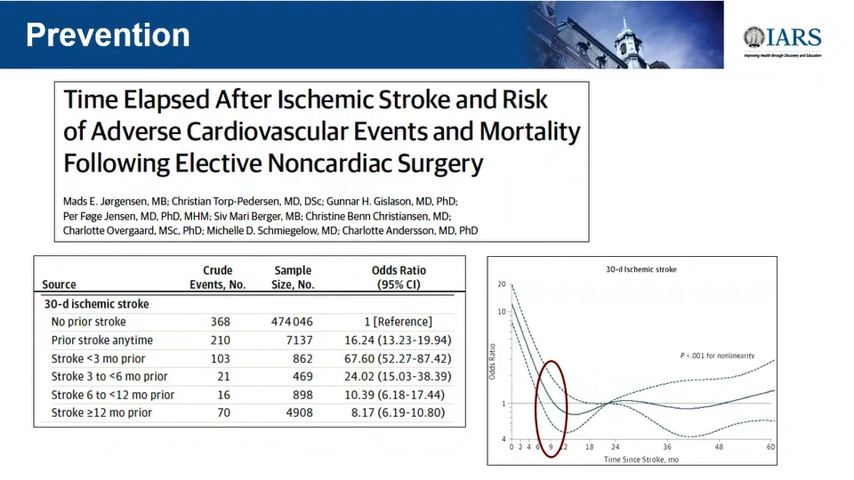 Prevention
IARS
Improving Health through Discovery and Education
Time Elapsed After Ischemic Stroke and Risk
of Adverse Cardiovascular Events and Mortality
Following Elective Noncardiac Surgery
Mads E. Jørgensen, MB; Christian Torp-Pedersen, MD, DSc; Gunnar H. Gislason, MD, PhD;
Per Føge Jensen, MD, PhD, MHM; Siv Mari Berger, MB; Christine Benn Christiansen, MD;
Charlotte Overgaard, MSc, PhD; Michelle D. Schmiegelow, MD; Charlotte Andersson, MD, PhD
Crude Sample Odds Ratio
Source Events, No. Size, No. (95% CI)
30-d ischemic stroke
No prior stroke 368 474046 1 [Reference]
Prior stroke anytime 210 7137 16.24 (13.23-19.94)
Stroke <3 mo prior 103 862 67.60 (52.27-87.42)
Stroke 3 to <6 mo prior 21 469 24.02 (15.03-38.39)
Stroke 6 to <12 mo prior 16 898 10.39 (6.18-17.44)
Stroke ≥12 mo prior 70 4908 8.17 (6.19-10.80)
30-d Ischemic stroke
20
10
P <.001 for nonlinearity
Odds Ratio
1
4
0 2 4 6 9 12 18 24 36 48 60
Time Since Stroke, mo